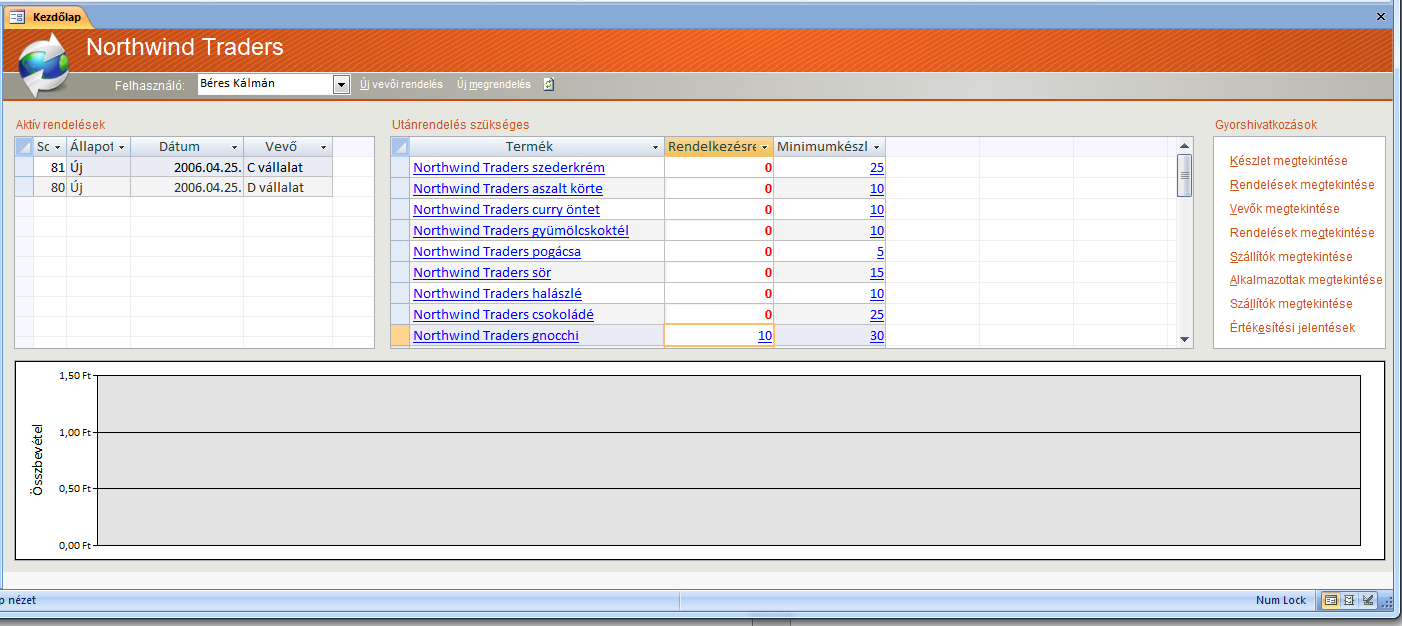 Kezdőlap
Northwind Traders
Felhasználó: Béres Kálmán Új vevői rendelés Új megrendelés
Aktív rendelések
Sc Állapot Dátum Vevő
81 Új 2006.04.25. C vállalat
80 Új 2006.04.25. D vállalat
Utánrendelés szükséges
Termék Rendelkezésre Minimumkészl
Northwind Traders szederkrém 0 25
Northwind Traders aszalt körte 0 10
Northwind Traders curry öntet 0 10
Northwind Traders gyümölcskoktél 0 10
Northwind Traders pogácsa 0 5
Northwind Traders sör 0 15
Northwind Traders halászlé 0 10
Northwind Traders csokoládé 0 25
Northwind Traders gnocchi 10 30
Gyorshivatkozások
Készlet megtekintése
Rendelések megtekintése
Vevők megtekintése
Rendelések megtekintése
Szállítók megtekintése
Alkalmazottak megtekintése
Szállítók megtekintése
Értékesítési jelentések
Összbevétel
1,50 Ft
1,00 Ft
0,50 Ft
0,00 Ft
p nézet Num Lock